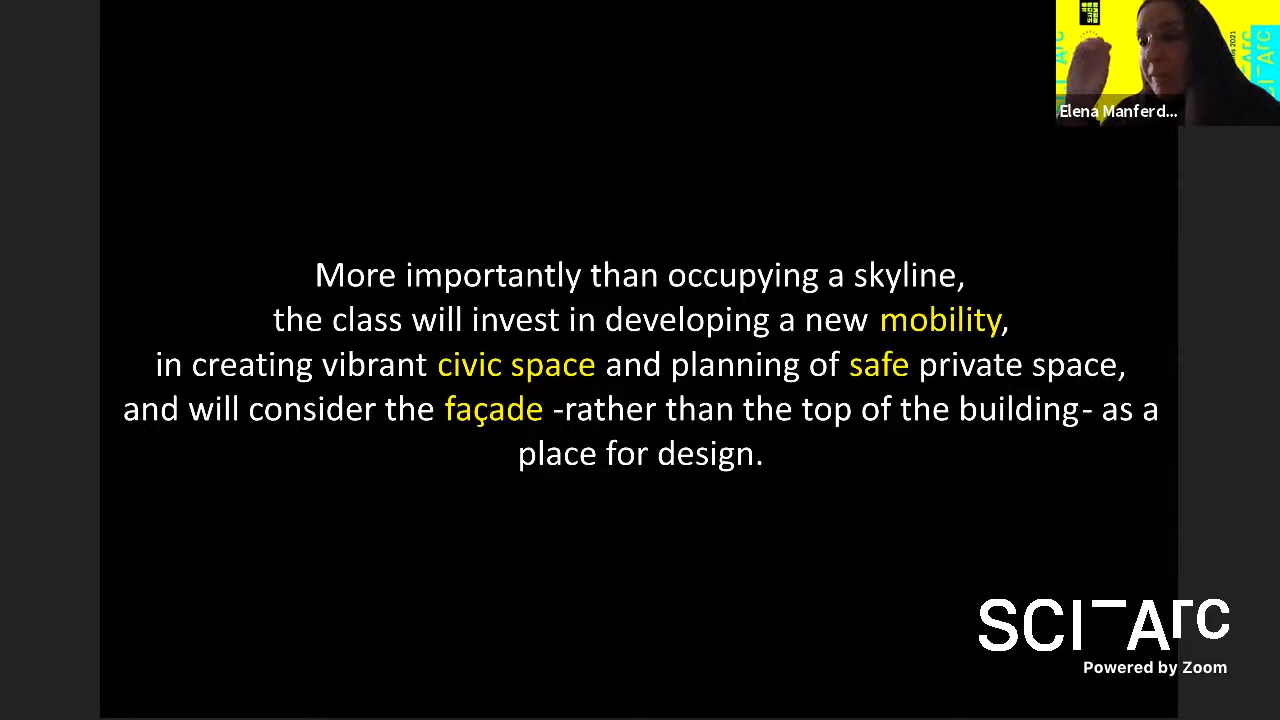 Elena Manferd...
More importantly than occupying a skyline,
the class will invest in developing a new mobility,
in creating vibrant civic space and planning of safe private space,
and will consider the façade -rather than the top of the building- as a
place for design.
SCI-Arc
Powered by Zoom